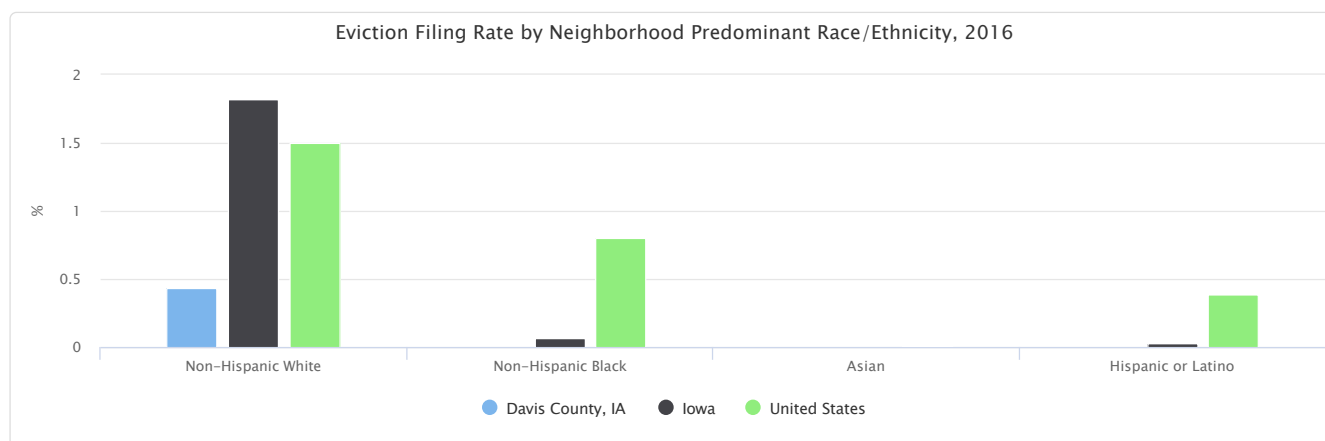 Eviction Filing Rate by Neighborhood Predominant Race/Ethnicity, 2016
2
1.5
1
0.5
0
%
Non-Hispanic White
Non-Hispanic Black
Asian
Hispanic or Latino
Davis County, IA
Iowa
United States